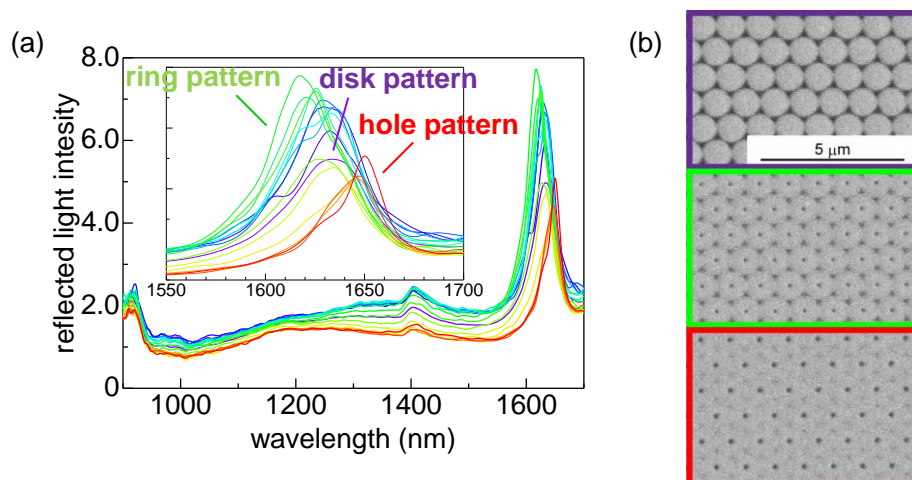 (a)
(b)
8.0
6.0
4.0
2.0
0
reflected light intesity
ring pattern
disk pattern
hole pattern
1550
1600
1650
1700
1000
1200
1400
1600
wavelength (nm)
5 μm